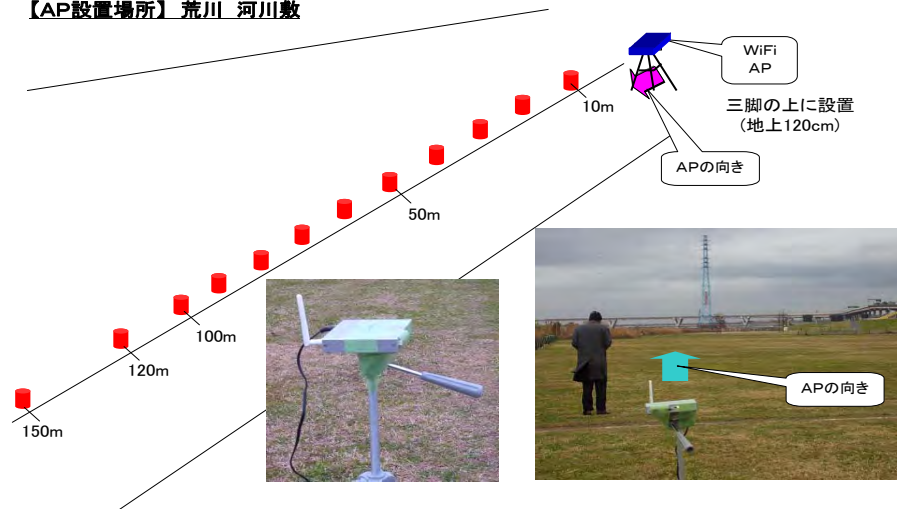 【AP設置場所】 荒川 河川敷
WiFi
AP
10m
三脚の上に設置
(地上120cm)
APの向き
50m
100m
120m
150m
APの向き